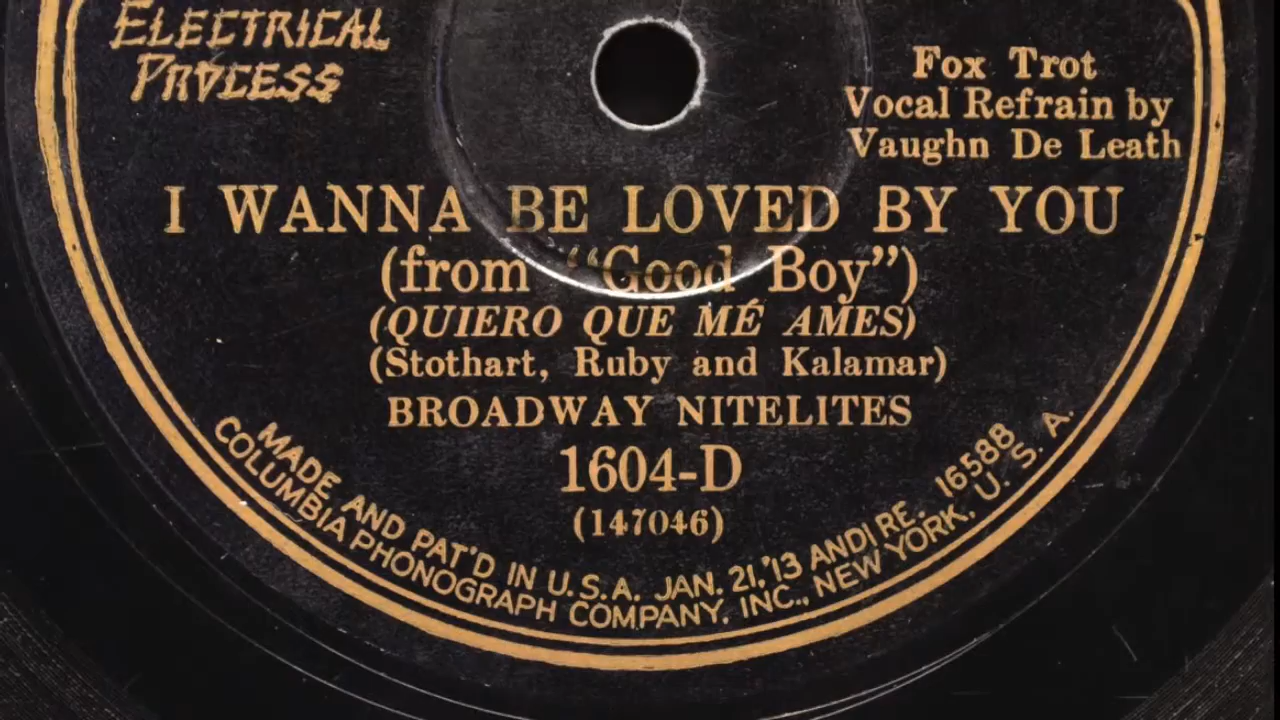 ELECTRICAL
PROCESS
Fox Trot
Vocal Refrain by
Vaughn De Leath
I WANNA BE LOVED BY YOU
(from "Good Boy")
(QUIERO QUE MÉ AMES)
(Stothart, Ruby and Kalamar)
BROADWAY NITELITES
1604-D
(147046)
MADE AND PAT'D IN U.S.A. JAN. 21,'13 ANDI RE. 16588
COLUMBIA PHONOGRAPH COMPANY, INC., NEW YORK, U. S. A.